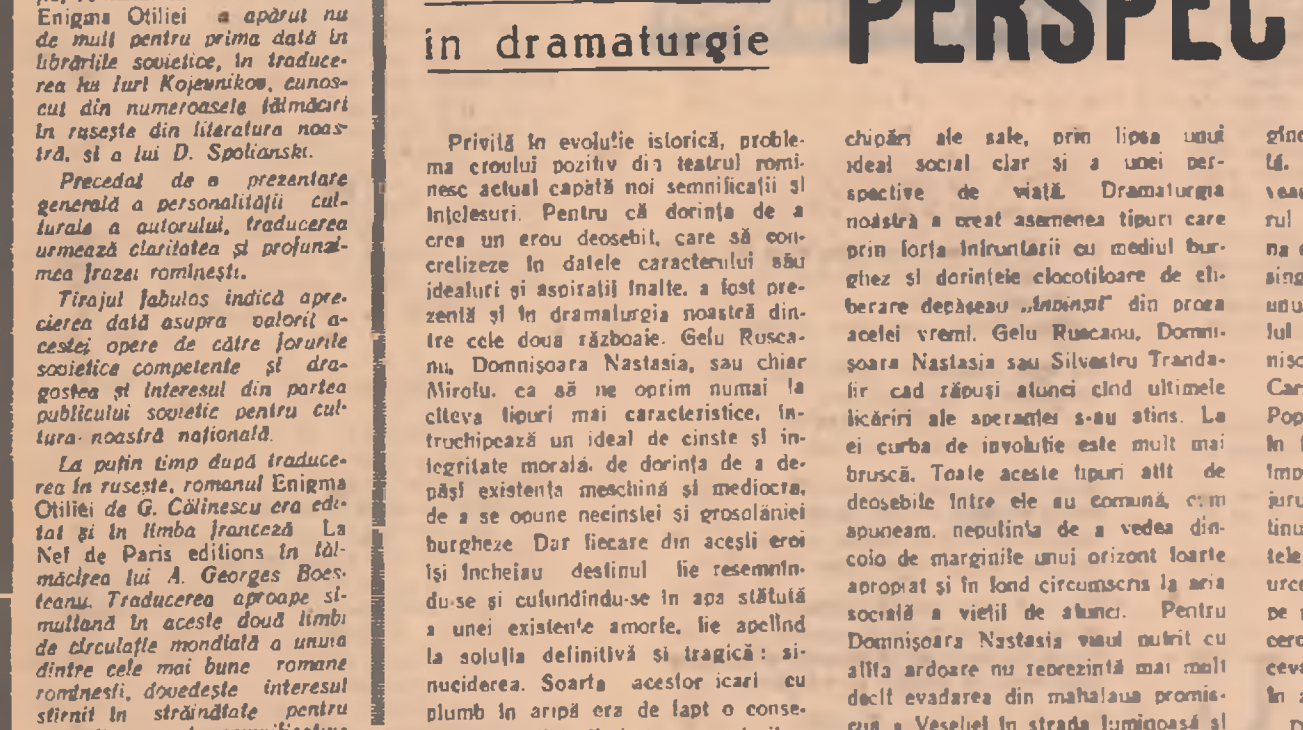 Enigma Otiliei a apărut nu
de mult pentru prima dată în
librăriile sovietice, în traduce-
rea lui Iuri Kojevnikov, cunos-
cut din numeroasele tălmăciri
în rusește din literatura noas-
tră, și a lui D. Spolianski.
Precedat de o prezentare
generală a personalității cul-
turale a autorului, traducerea
urmează claritatea și profunzi-
mea frazei romînești.
Tirajul fabulos indică apre-
cierea dată asupra valorii a-
cestei opere de către forurile
sovietice competente și dra-
gostea și interesul din partea
publicului sovietic pentru cul-
tura noastră națională.
La puțin timp după traduce-
rea în rusește, romanul Enigma
Otiliei de G. Călinescu era edi-
tat și în limba franceză La
Nef de Paris editions în tăl-
măcirea lui A. Georges Boes-
teanu. Traducerea aproape si-
multană în aceste două limbi
de circulație mondială a unuia
dintre cele mai bune romane
romînești, dovedește interesul
stîrnit în străinătate pentru
in dramaturgie
PERSPEC
Privită în evoluție istorică, proble-
ma eroului pozitiv din teatrul romî-
nesc actual capătă noi semnificații și
înțelesuri. Pentru că dorința de a
crea un erou deosebit, care să con-
cretizeze în datele caracterului său
idealuri și aspirații înalte, a fost pre-
zentă și în dramaturgia noastră din-
tre cele două războaie. Gelu Rusca-
nu, Domnișoara Nastasia, sau chiar
Miroiu, ca să ne oprim numai la
cîteva tipuri mai caracteristice, în-
truchipează un ideal de cinste și in-
tegritate morală, de dorința de a de-
păși existența meschină și mediocră,
de a se opune necinstei și grosolăniei
burgheze Dar fiecare din acești eroi
își încheiau destinul fie resemnîn-
du-se și cufundîndu-se în apa stătută
a unei existențe amorfe, fie apelînd
la soluția definitivă și tragică: si-
nuciderea. Soarta acestor icari cu
plumb în aripă era de fapt o conse-
chipări ale sale, prin lipsa unui
ideal social clar și a unei per-
spective de viață. Dramaturgia
noastră a creat asemenea tipuri care
prin forța înfruntării cu mediul bur-
ghez și dorințele clocotitoare de eli-
berare depășeau „învinșii" din proza
acelei vremi. Gelu Ruscanu, Domni-
șoara Nastasia sau Silvestru Tranda-
fir cad răpuși atunci cînd ultimele
licăriri ale speranței s-au stins. La
ei curba de involuție este mult mai
bruscă. Toate aceste tipuri atît de
deosebite între ele au comună, cum
spuneam, neputința de a vedea din-
colo de marginile unui orizont foarte
apropiat și în fond circumscris la aria
socială a vieții de atunci. Pentru
Domnișoara Nastasia visul nutrit cu
atîta ardoare nu reprezintă mai mult
decît evadarea din mahalaua promis-
cuă a Veseliei în strada luminoasă și